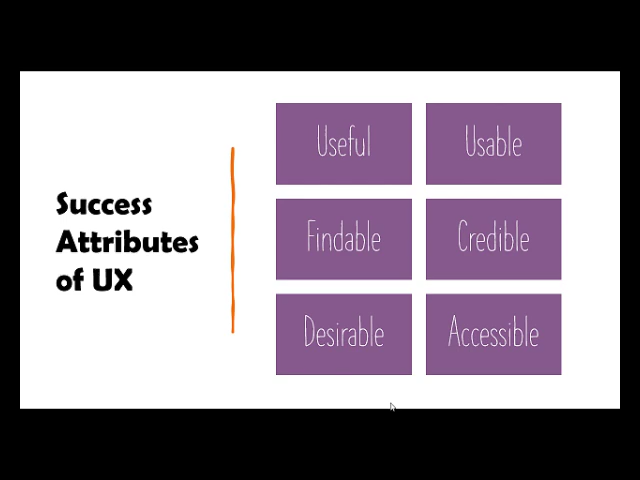 Success
Attributes
of UX
Useful
Usable
Findable
Credible
Desirable
Accessible